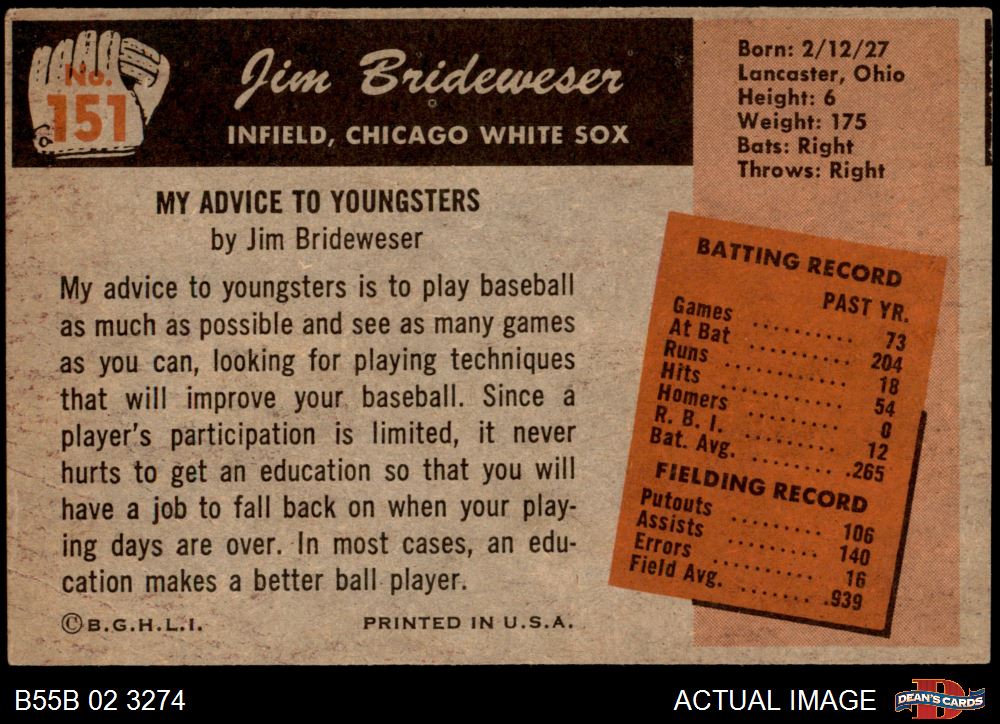 No.
151
Jim Brideweser
INFIELD, CHICAGO WHITE SOX
Born: 2/12/27
Lancaster, Ohio
Height: 6
Weight: 175
Bats: Right
Throws: Right
MY ADVICE TO YOUNGSTERS
by Jim Brideweser
My advice to youngsters is to play baseball
as much as possible and see as many games
as you can, looking for playing techniques
that will improve your baseball. Since a
player's participation is limited, it never
hurts to get an education so that you will
have a job to fall back on when your play-
ing days are over. In most cases, an edu-
cation makes a better ball player.
©B.G.H.L.I. PRINTED IN U.S.A.
BATTING RECORD
PAST YR.
Games .......... 73
At Bat .......... 204
Runs .......... 18
Hits .......... 54
Homers .......... 0
R. B. I. .......... 12
Bat. Avg. .......... .265
FIELDING RECORD
Putouts .......... 106
Assists .......... 140
Errors .......... 16
Field Avg. .......... .939
B55B 02 3274 ACTUAL IMAGE
D
DEAN'S CARDS